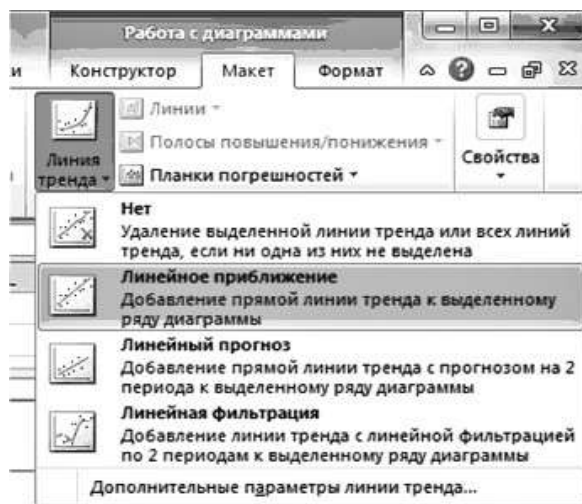 Работа с диаграммами
и Конструктор Макет Формат
Линии
Полосы повышения/понижения
Линия
тренда
Планки погрешностей
Свойства
Нет
Удаление выделенной линии тренда или всех линий
тренда, если ни одна из них не выделена
Линейное приближение
Добавление прямой линии тренда к выделенному
ряду диаграммы
Линейный прогноз
Добавление прямой линии тренда с прогнозом на 2
периода к выделенному ряду диаграммы
Линейная фильтрация
Добавление линии тренда с линейной фильтрацией
по 2 периодам к выделенному ряду диаграммы
Дополнительные параметры линии тренда...